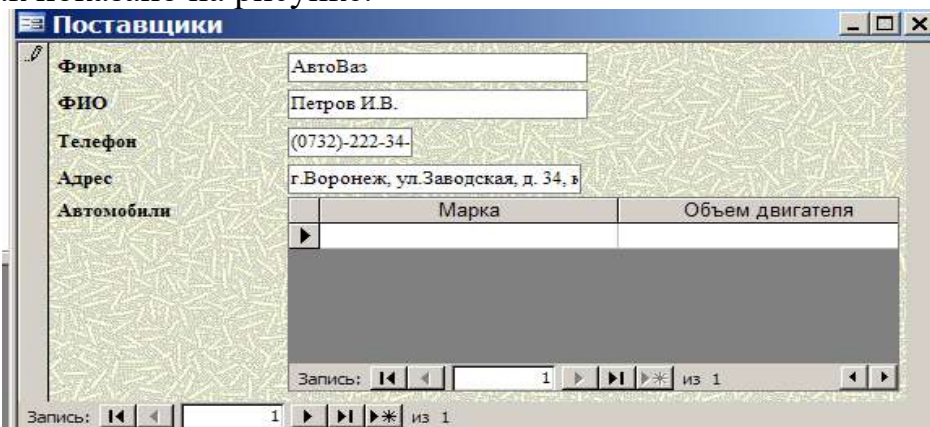 Поставщики
Фирма АвтоВаз
ФИО Петров И.В.
Телефон (0732)-222-34-
Адрес г.Воронеж, ул.Заводская, д. 34,
Автомобили Марка Объем двигателя
Запись: 1 из 1
Запись: 1 из 1